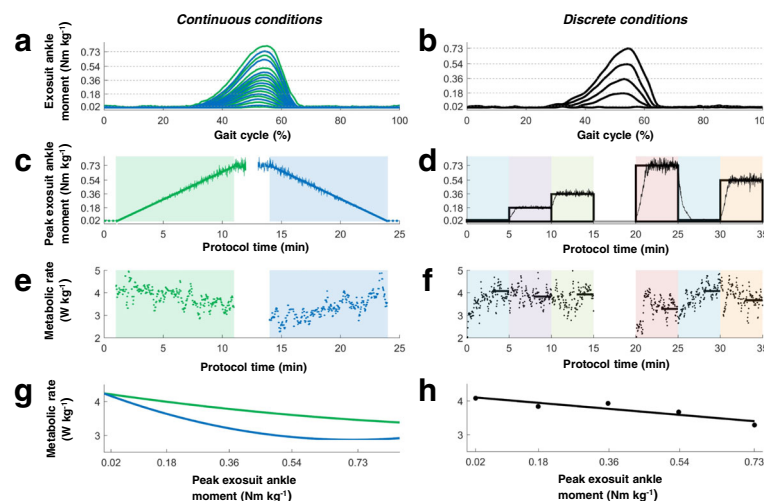 Continuous conditions
Discrete conditions
a
Exosuit ankle
moment (Nm kg-1)
0.73
0.54
0.36
0.18
0.02
0 20 40 60 80 100
Gait cycle (%)
b
0.73
0.54
0.36
0.18
0.02
0 20 40 60 80 100
Gait cycle (%)
c
Peak exosuit ankle
moment (Nm kg-1)
0.73
0.54
0.36
0.18
0.02
0 5 10 15 20 25
Protocol time (min)
d
0.73
0.54
0.36
0.18
0.02
0 5 10 15 20 25 30 35
Protocol time (min)
e
Metabolic rate
(W kg-1)
5
4
3
2
0 5 10 15 20 25
Protocol time (min)
f
5
4
3
2
0 5 10 15 15 20 25 30 35
Protocol time (min)
g
Metabolic rate
(W kg-1)
4
3
0.02 0.18 0.36 0.54 0.73
Peak exosuit ankle
moment (Nm kg-1)
h
4
3
0.02 0.18 0.36 0.54 0.73
Peak exosuit ankle
moment (Nm kg-1)